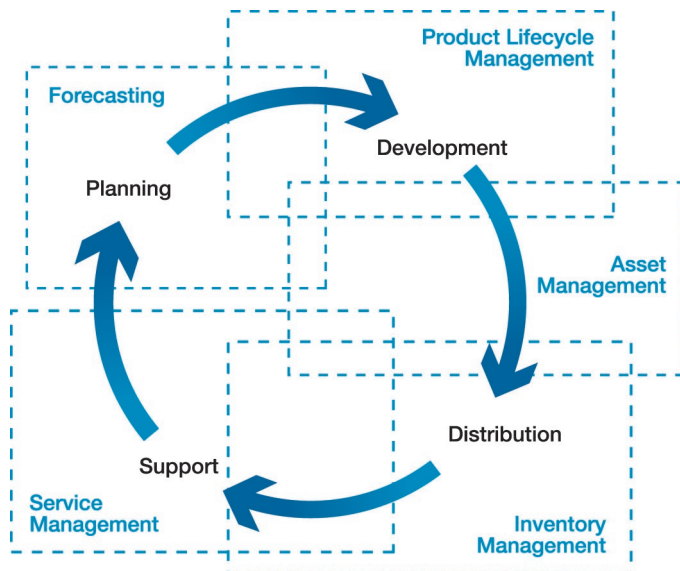 Product Lifecycle
Management
Forecasting
Development
Planning
Asset
Management
Distribution
Support
Service
Management
Inventory
Management